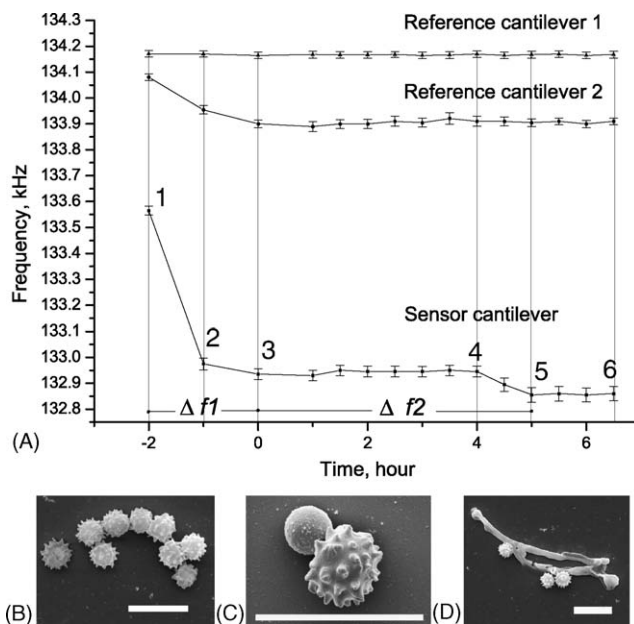 134.3
134.2
134.1
134.0
133.9
133.8
133.7
133.6
133.5
133.4
133.3
133.2
133.1
133.0
132.9
132.8
Frequency, kHz
Reference cantilever 1
Reference cantilever 2
Sensor cantilever
1
2
3
4
5
6
Δ f1
Δ f2
-2
0
2
4
6
Time, hour
(A)
(B)
(C)
(D)